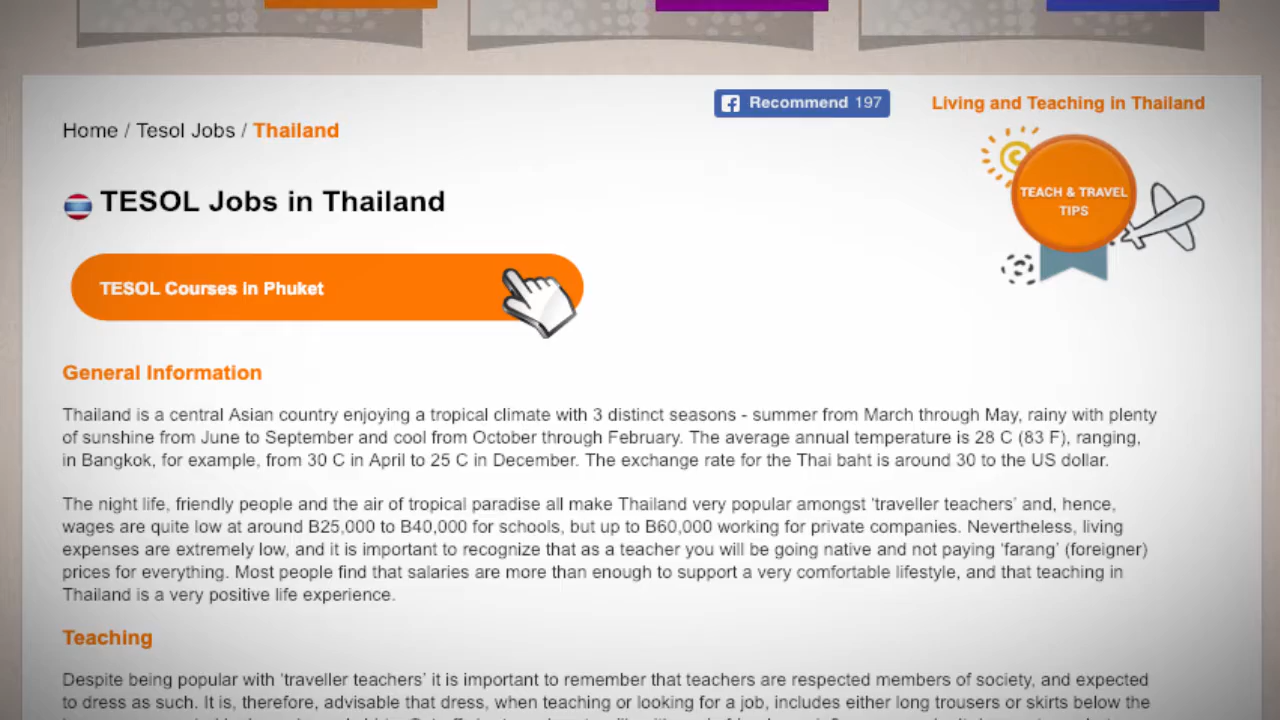 Recommend 197
Living and Teaching in Thailand
Home / Tesol Jobs / Thailand
TEACH & TRAVEL
TIPS
TESOL Jobs in Thailand
TESOL Courses in Phuket
General Information
Thailand is a central Asian country enjoying a tropical climate with 3 distinct seasons - summer from March through May, rainy with plenty
of sunshine from June to September and cool from October through February. The average annual temperature is 28 C (83 F), ranging,
in Bangkok, for example, from 30 C in April to 25 C in December. The exchange rate for the Thai baht is around 30 to the US dollar.
The night life, friendly people and the air of tropical paradise all make Thailand very popular amongst 'traveller teachers' and, hence,
wages are quite low at around B25,000 to B40,000 for schools, but up to B60,000 working for private companies. Nevertheless, living
expenses are extremely low, and it is important to recognize that as a teacher you will be going native and not paying 'farang' (foreigner)
prices for everything. Most people find that salaries are more than enough to support a very comfortable lifestyle, and that teaching in
Thailand is a very positive life experience.
Teaching
Despite being popular with 'traveller teachers' it is important to remember that teachers are respected members of society, and expected
to dress as such. It is, therefore, advisable that dress, when teaching or looking for a job, includes either long trousers or skirts below the